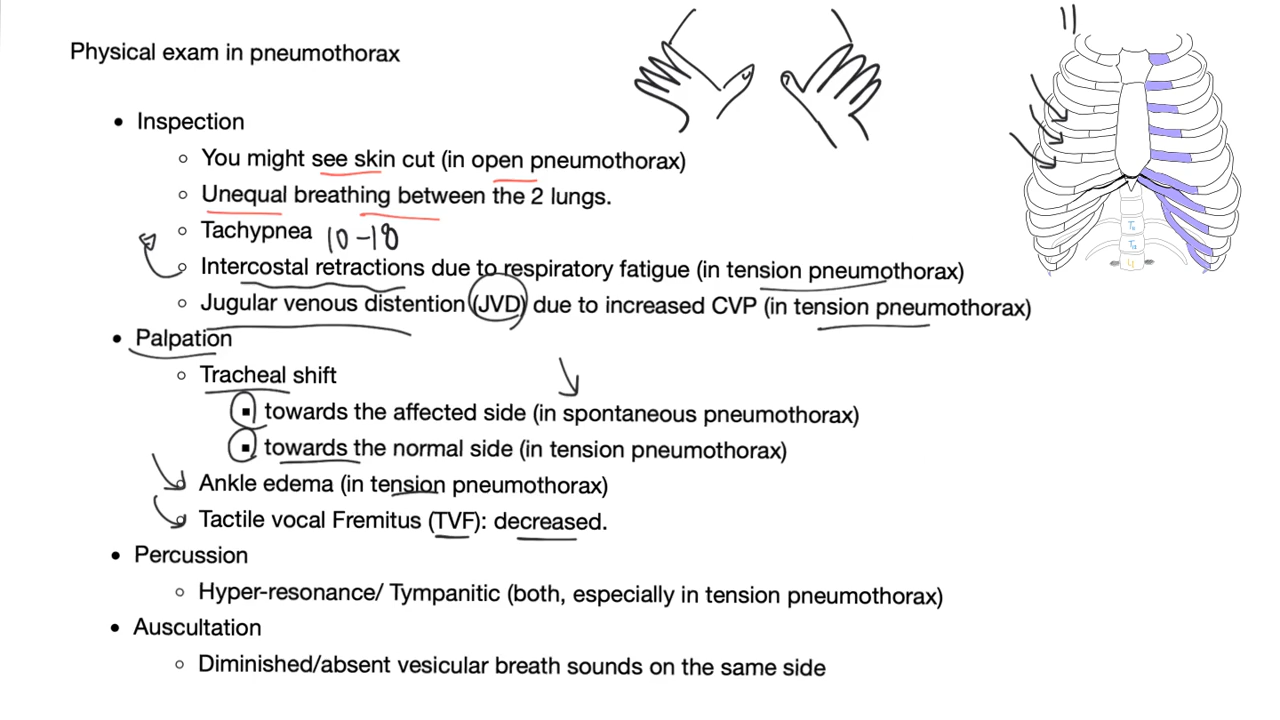 Physical exam in pneumothorax
• Inspection
◦ You might see skin cut (in open pneumothorax)
◦ Unequal breathing between the 2 lungs.
◦ Tachypnea 10-18
◦ Intercostal retractions due to respiratory fatigue (in tension pneumothorax)
◦ Jugular venous distention (JVD) due to increased CVP (in tension pneumothorax)
• Palpation
◦ Tracheal shift
▪ towards the affected side (in spontaneous pneumothorax)
▪ towards the normal side (in tension pneumothorax)
Ankle edema (in tension pneumothorax)
Tactile vocal Fremitus (TVF): decreased.
• Percussion
◦ Hyper-resonance/ Tympanitic (both, especially in tension pneumothorax)
• Auscultation
◦ Diminished/absent vesicular breath sounds on the same side